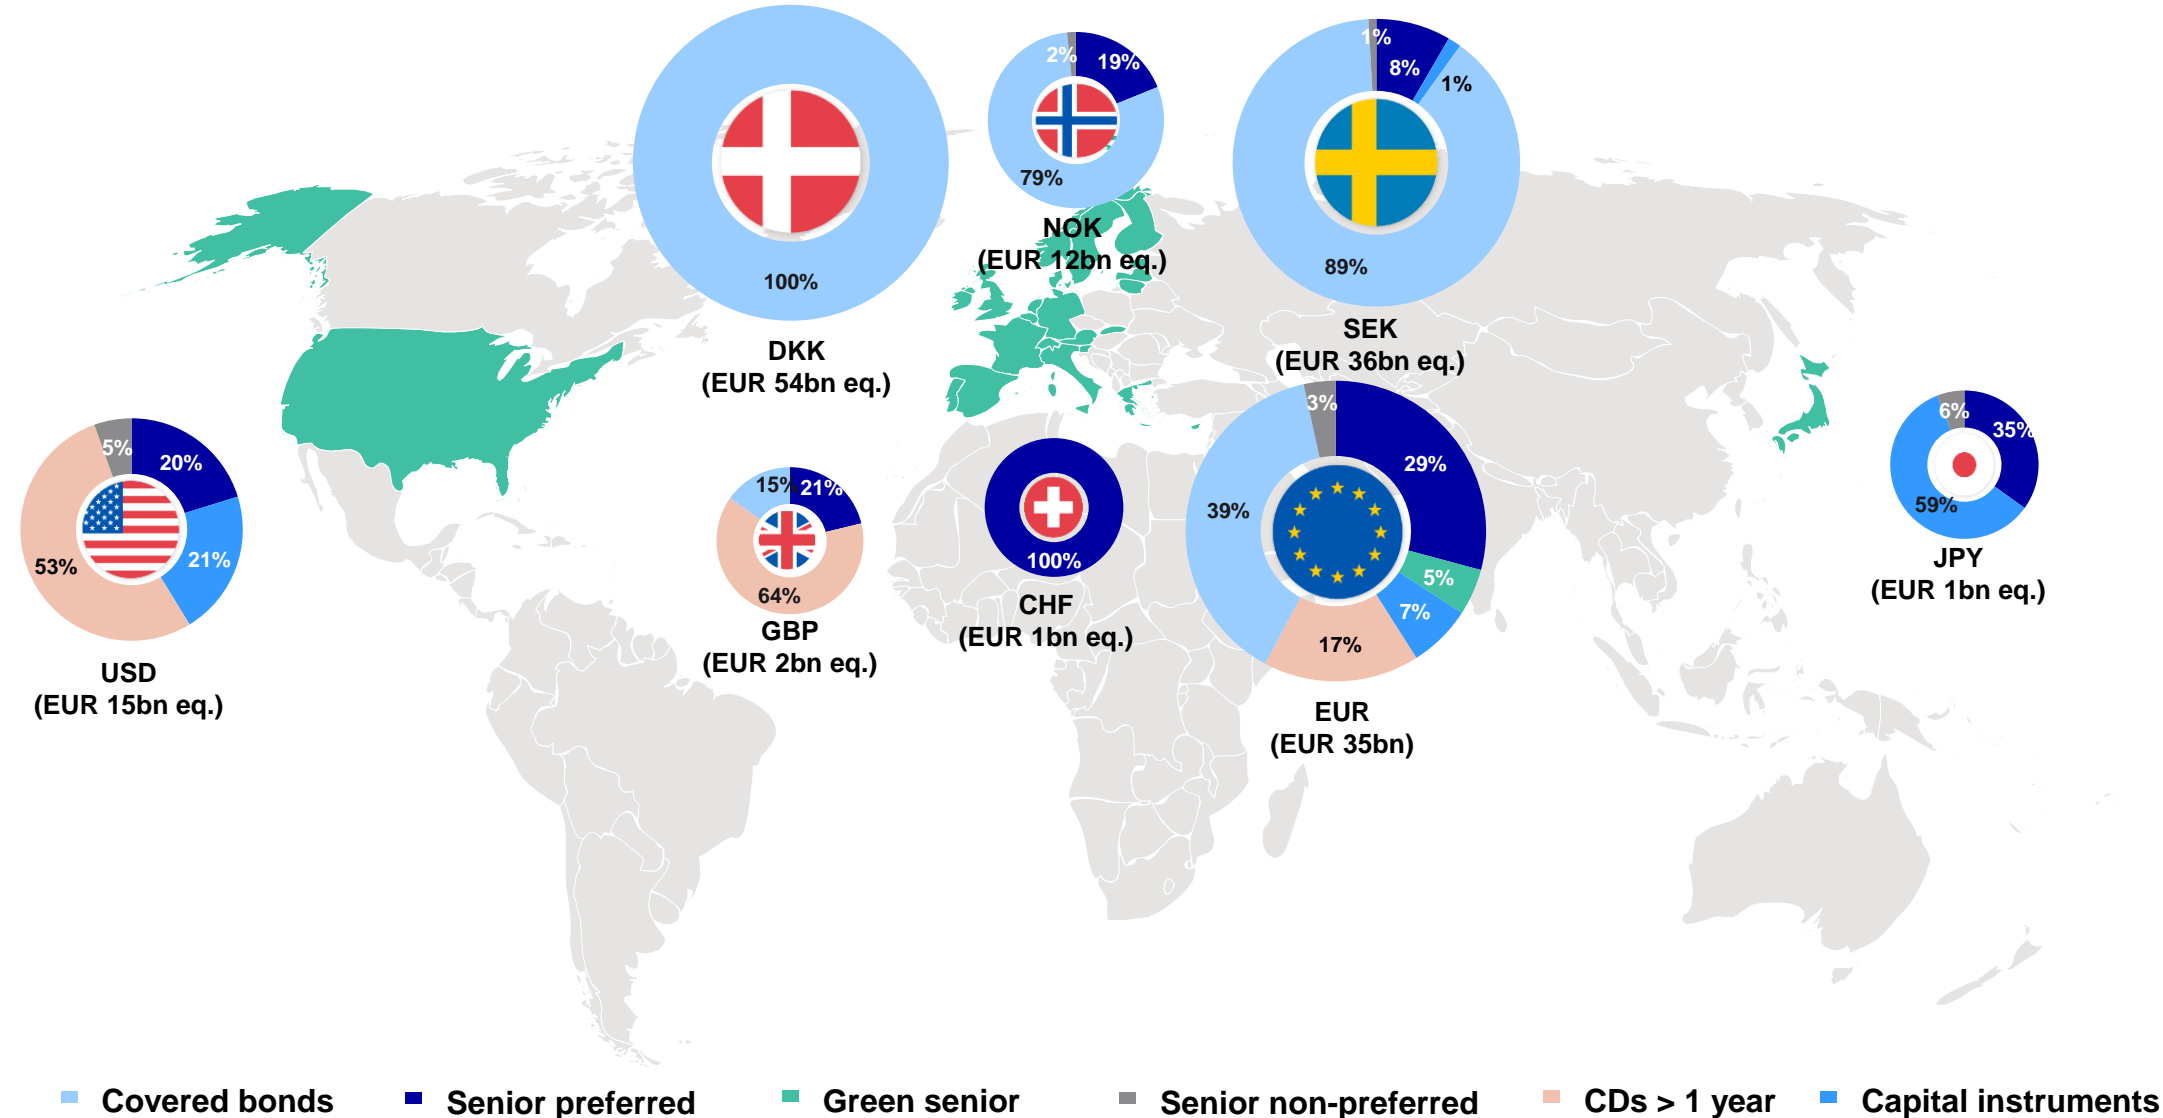 100%
DKK
(EUR 54bn eq.)
2%
19%
79%
NOK
(EUR 12bn eq.)
1%
8%
1%
89%
SEK
(EUR 36bn eq.)
5%
20%
53%
21%
USD
(EUR 15bn eq.)
15%
21%
64%
GBP
(EUR 2bn eq.)
100%
CHF
(EUR 1bn eq.)
3%
29%
39%
5%
7%
17%
EUR
(EUR 35bn)
6%
35%
59%
JPY
(EUR 1bn eq.)
Covered bonds
Senior preferred
Green senior
Senior non-preferred
CDs > 1 year
Capital instruments